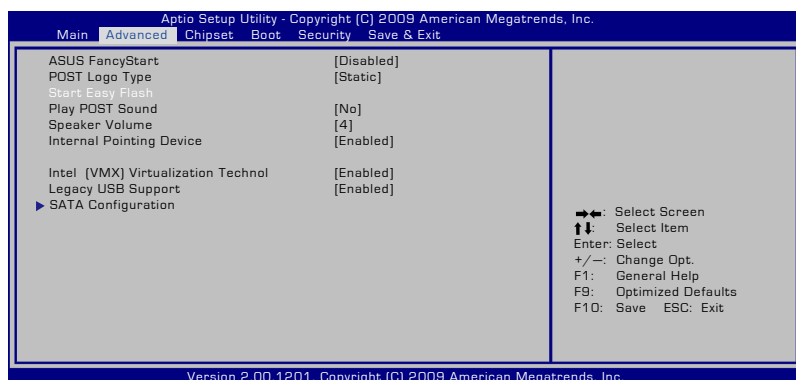 Aptio Setup Utility - Copyright (C) 2009 American Megatrends, Inc.
Main Advanced Chipset Boot Security Save & Exit
ASUS FancyStart [Disabled]
POST Logo Type [Static]
Start Easy Flash
Play POST Sound [No]
Speaker Volume [4]
Internal Pointing Device [Enabled]
Intel (VMX) Virtualization Technol [Enabled]
Legacy USB Support [Enabled]
SATA Configuration
→←: Select Screen
↑↓: Select Item
Enter: Select
+/—: Change Opt.
F1: General Help
F9: Optimized Defaults
F10: Save ESC: Exit
Version 2.00.1201. Copyright (C) 2009 American Megatrends, Inc.